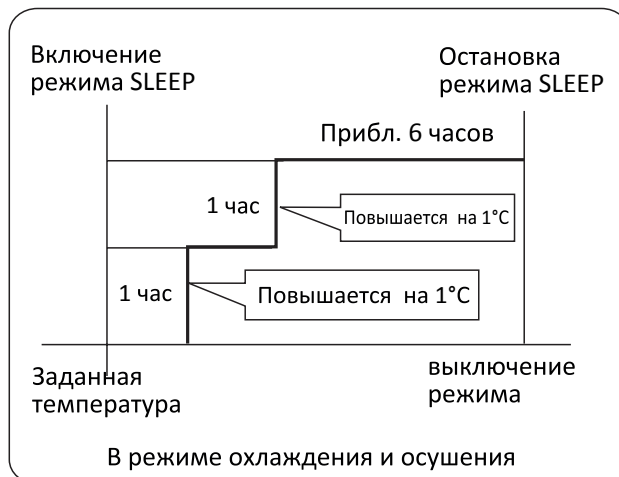 Включение
режима SLEEP
Остановка
режима SLEEP
Прибл. 6 часов
1 час
Повышается на 1°C
1 час
Повышается на 1°C
Заданная
температура
выключение
режима
В режиме охлаждения и осушения